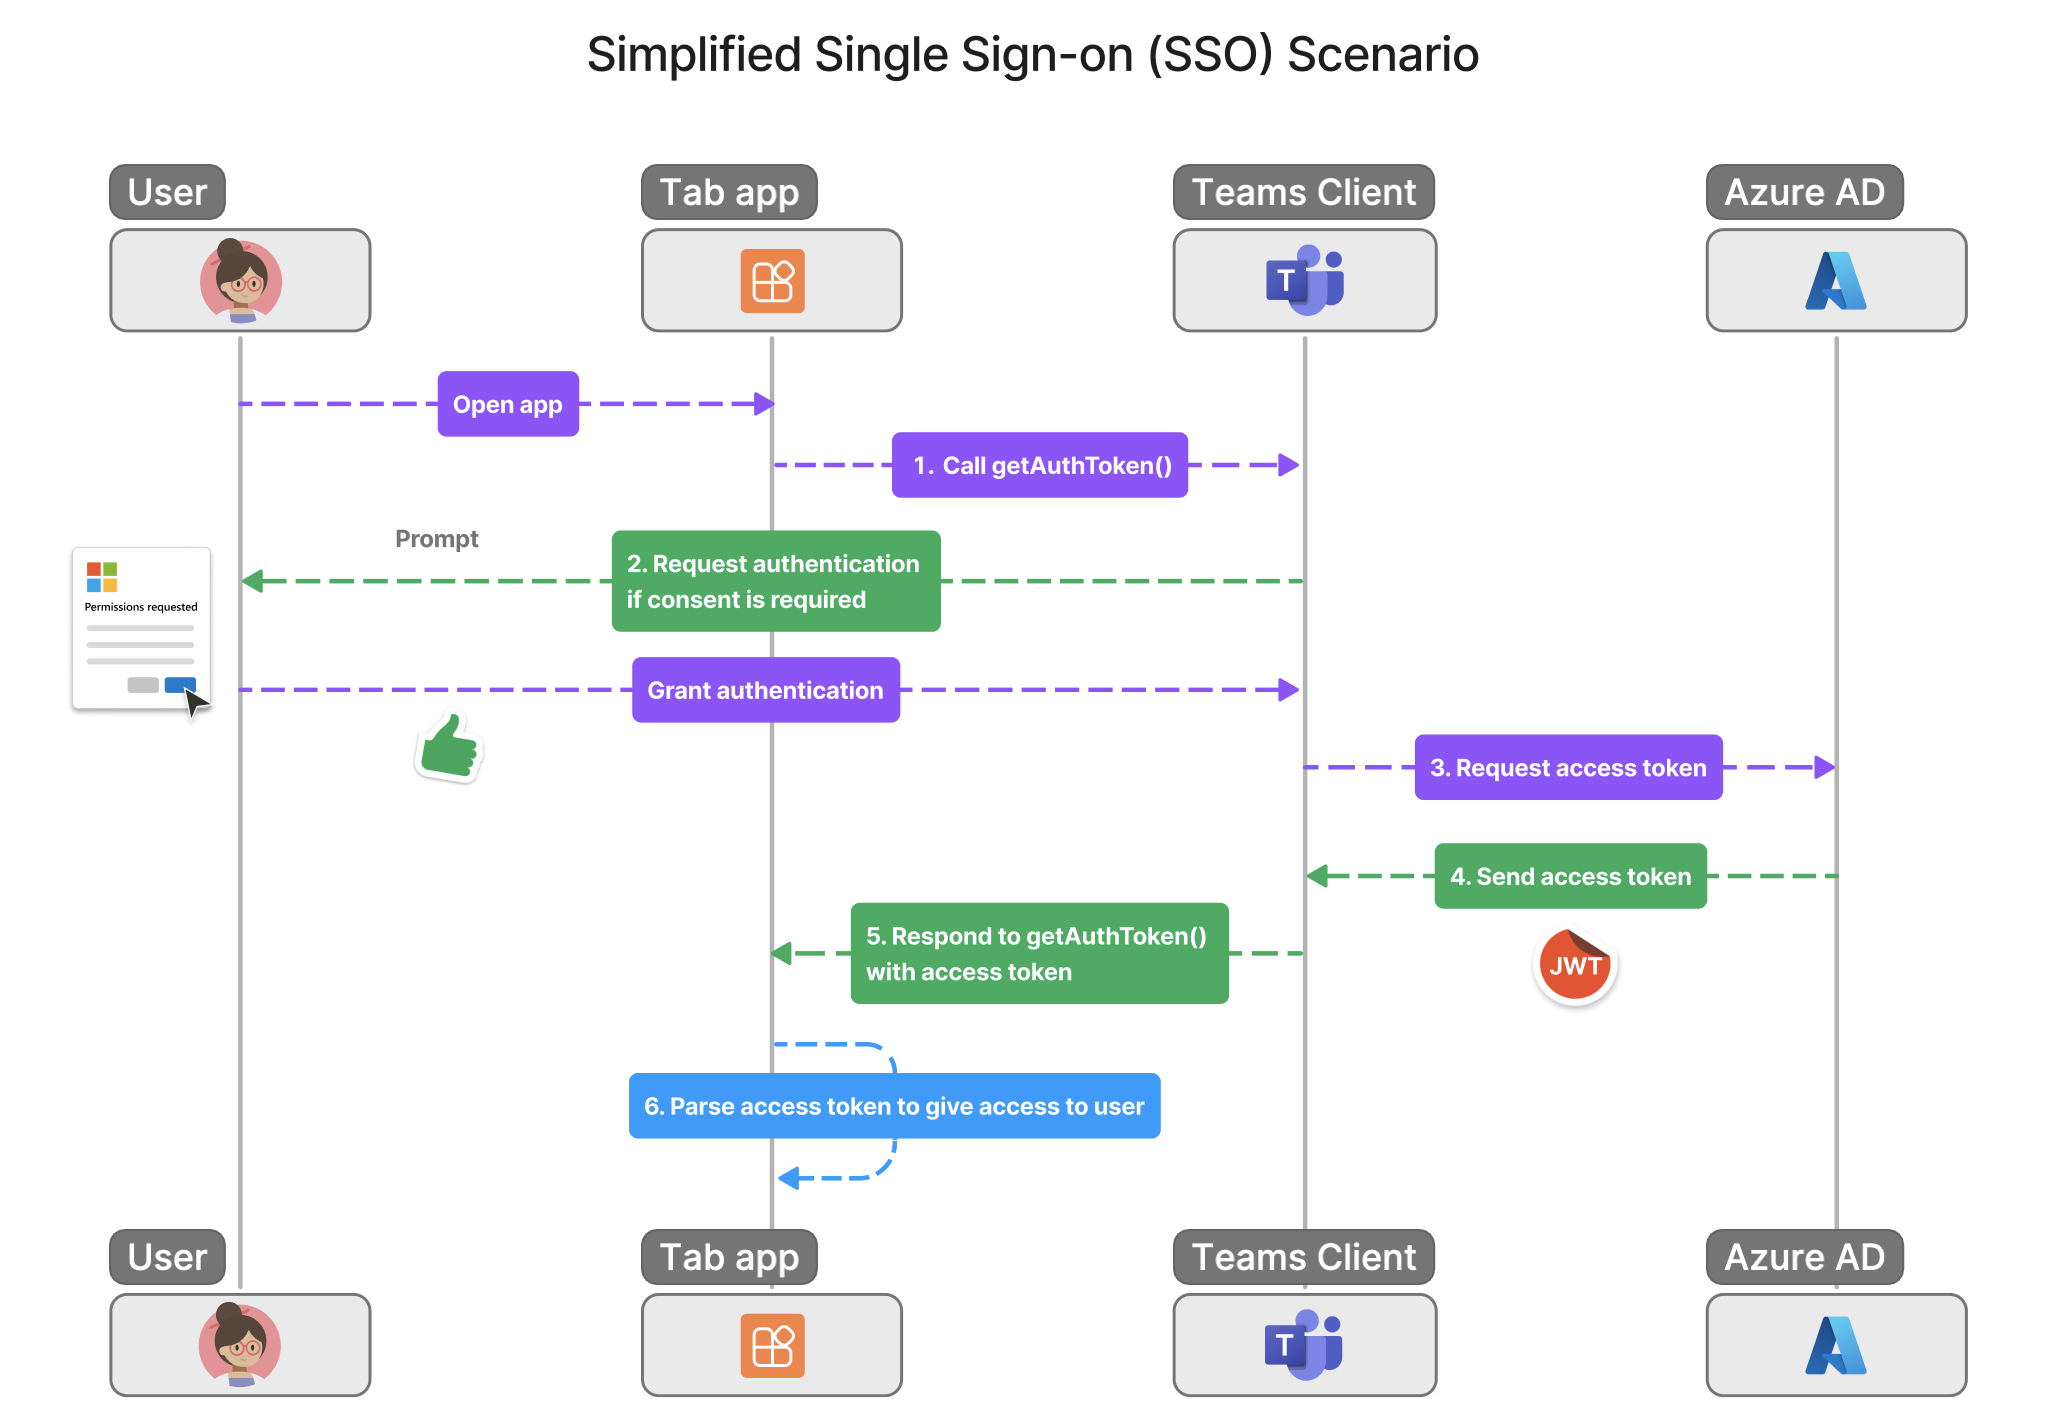 Simplified Single Sign-on (SSO) Scenario
User
Tab app
Teams Client
Azure AD
T
Open app
1. Call getAuthToken()
Prompt
2. Request authentication
if consent is required
Permissions requested
Grant authentication
3. Request access token
4. Send access token
5. Respond to getAuthToken()
with access token
JWT
6. Parse access token to give access to user
User
Tab app
Teams Client
Azure AD
T